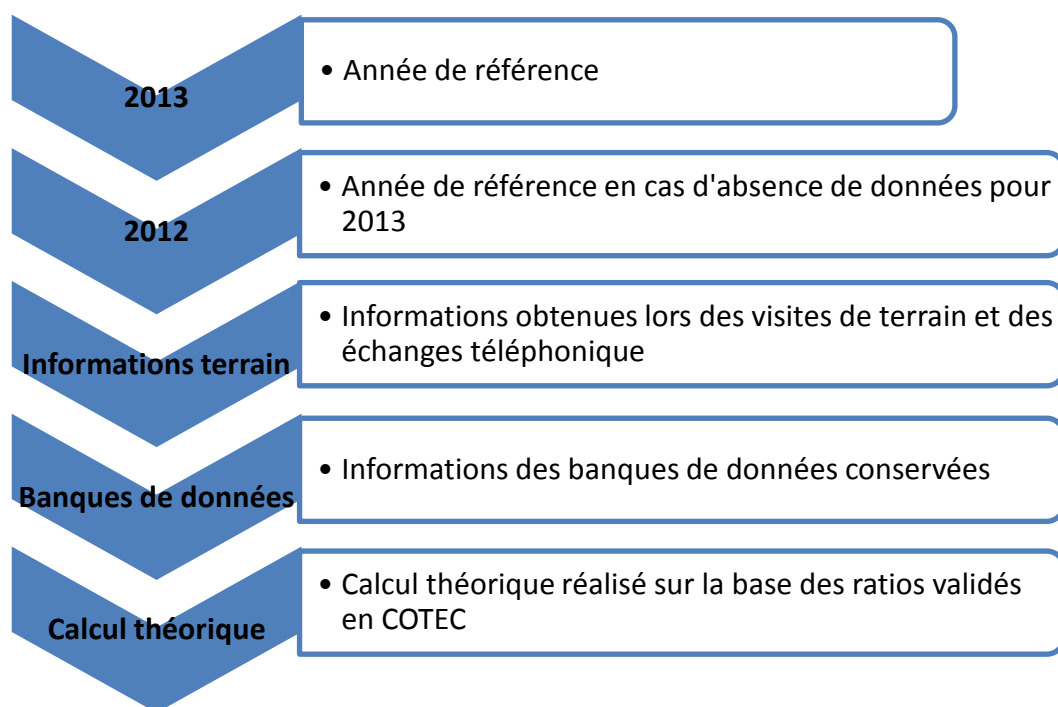 2013
• Année de référence
2012
• Année de référence en cas d'absence de données pour
2013
Informations terrain
• Informations obtenues lors des visites de terrain et des
échanges téléphonique
Banques de données
• Informations des banques de données conservées
Calcul théorique
• Calcul théorique réalisé sur la base des ratios validés
en COTEC